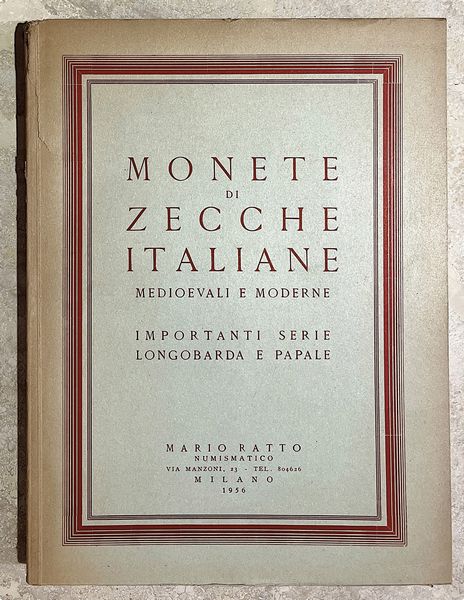 MONETE
DI
ZECCHE
ITALIANE
MEDIOEVALI E MODERNE
IMPORTANTI SERIE
LONGOBARDA E PAPALE
MARIO RATTO
NUMISMATICO
VIA MANZONI, 23 - TEL. 804626
MILANO
1956